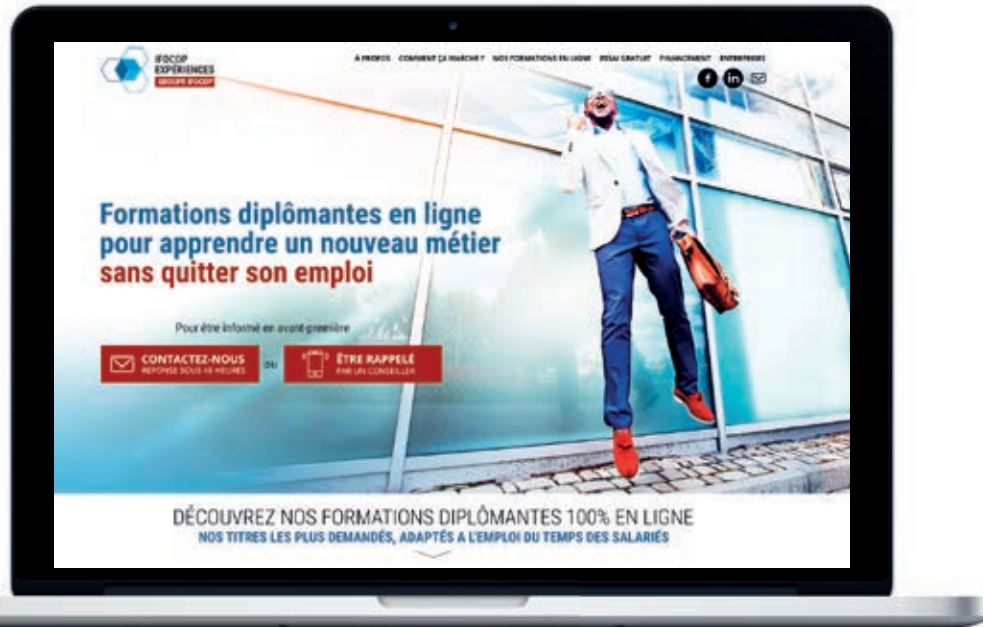 IFOCOP
EXPÉRIENCES
GROUPE IFOCOP
À PROPOS COMMENT ÇA MARCHE ? NOS FORMATIONS EN LIGNE ESSAI GRATUIT FINANCEMENT ENTREPRISES
Formations diplômantes en ligne
pour apprendre un nouveau métier
sans quitter son emploi
Pour être informé en avant-première
CONTACTEZ-NOUS
RÉPONSE SOUS 48 HEURES
OU
ÊTRE RAPPELÉ
PAR UN CONSEILLER
DÉCOUVREZ NOS FORMATIONS DIPLÔMANTES 100% EN LIGNE
NOS TITRES LES PLUS DEMANDÉS, ADAPTÉS A L'EMPLOI DU TEMPS DES SALARIÉS